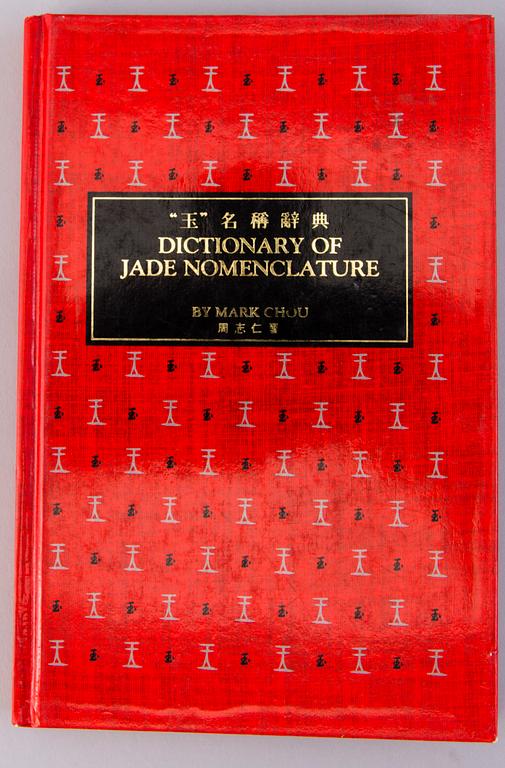 “玉”名稱辭典
DICTIONARY OF
JADE NOMENCLATURE
BY MARK CHOU
周志仁著